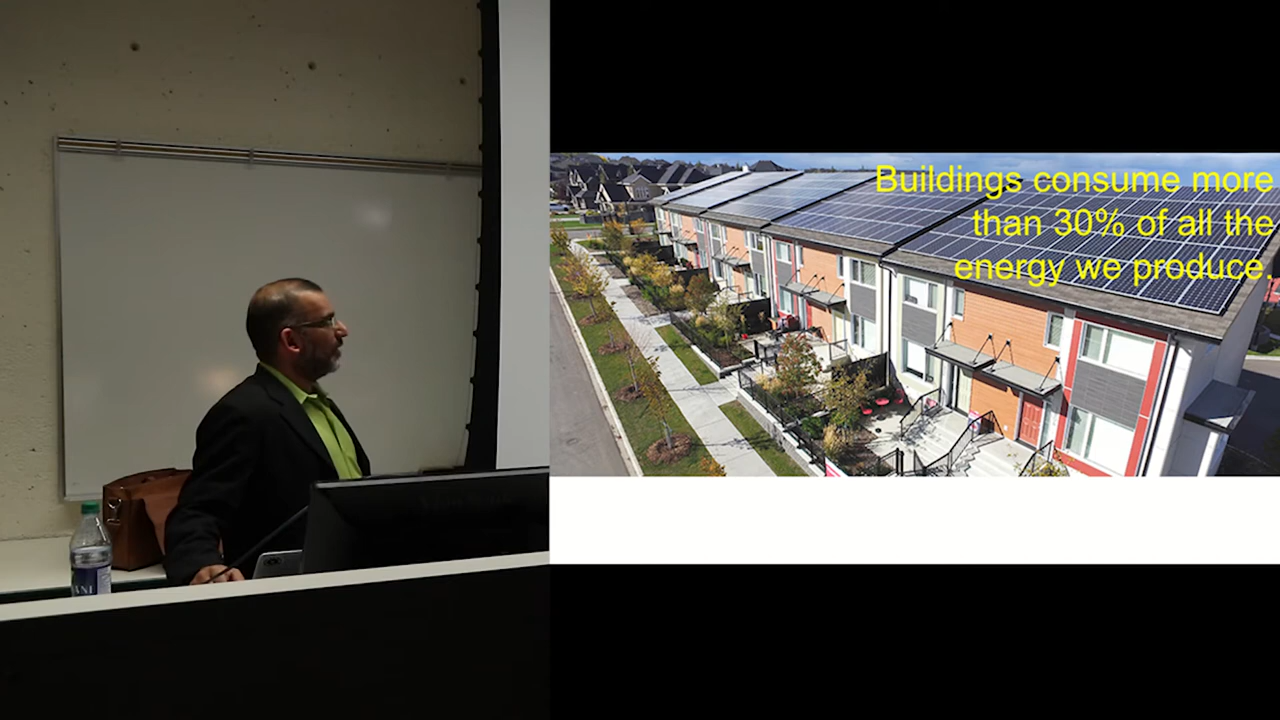 Buildings consume more
than 30% of all the
energy we produce.